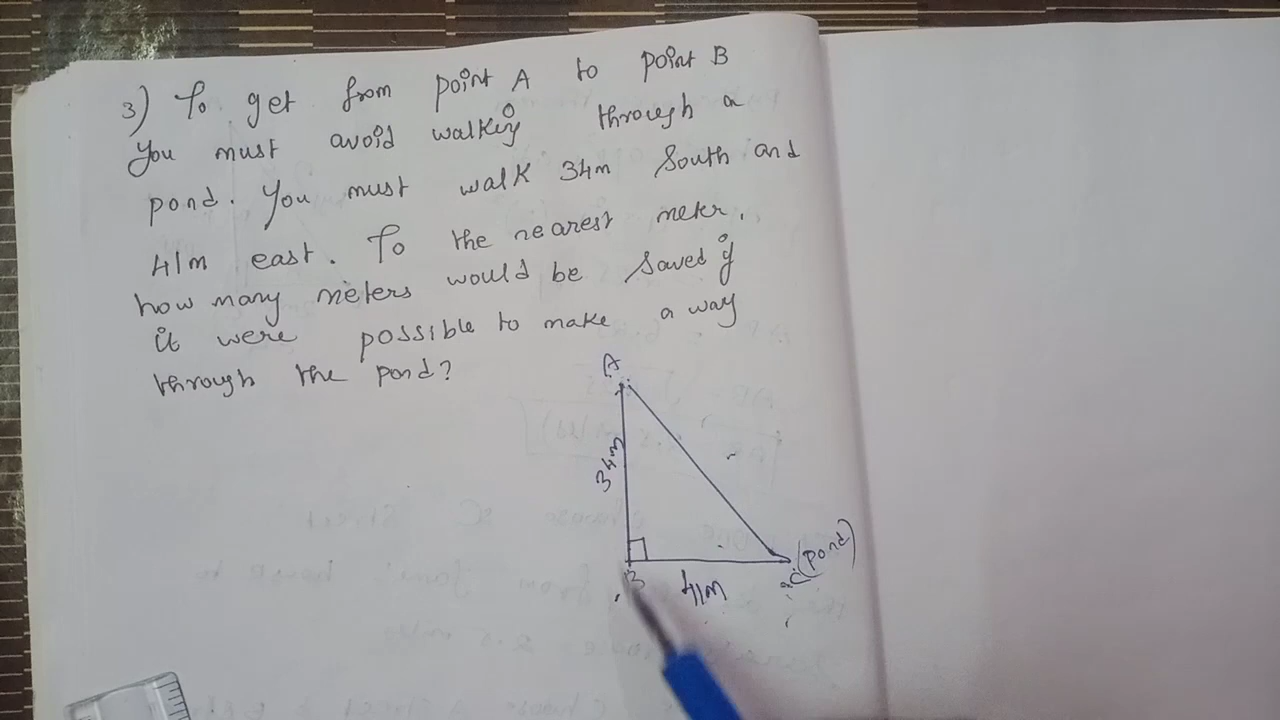 3) To get from point A to point B
You must avoid walking through a
pond. You must walk 34m South and
41m east. To the nearest meter,
how many meters would be saved if
it were possible to make a way
through the pond?
A
34m
B
41m
C (pond)